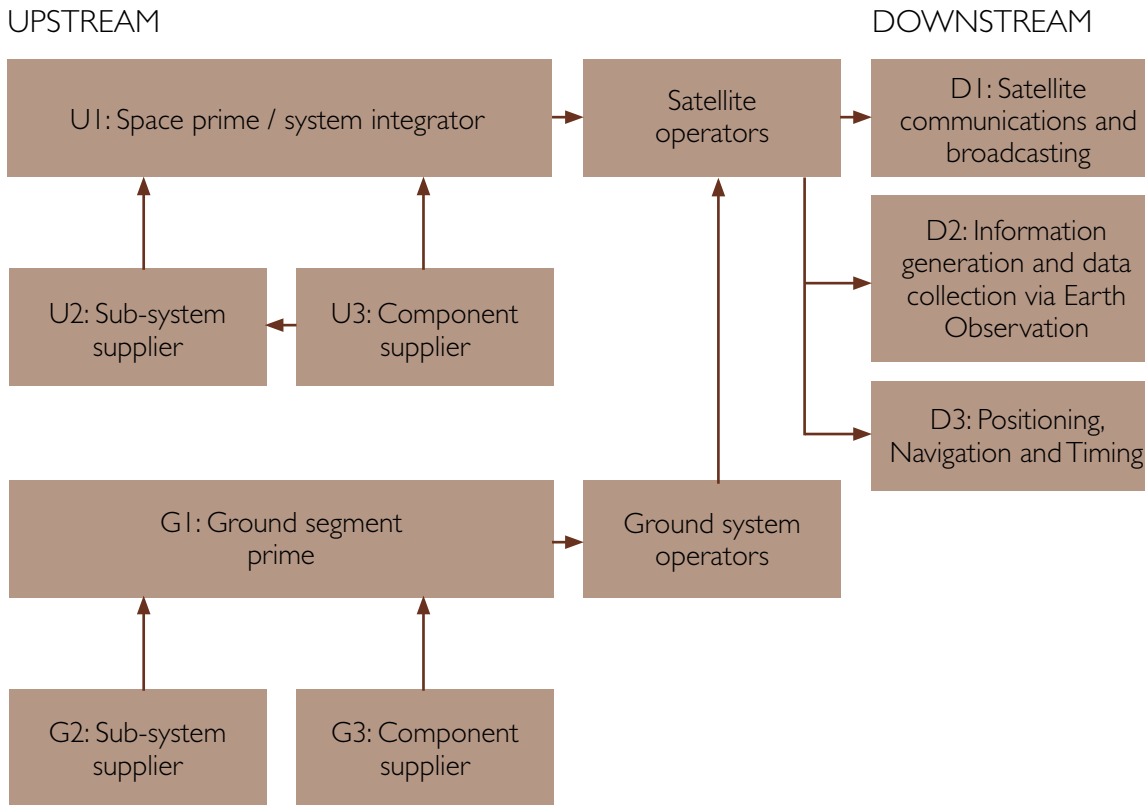 UPSTREAM
DOWNSTREAM
U1: Space prime / system integrator
Satellite
operators
D1: Satellite
communications and
broadcasting
D2: Information
generation and data
collection via Earth
Observation
U2: Sub-system
supplier
U3: Component
supplier
D3: Positioning,
Navigation and Timing
G1: Ground segment
prime
Ground system
operators
G2: Sub-system
supplier
G3: Component
supplier